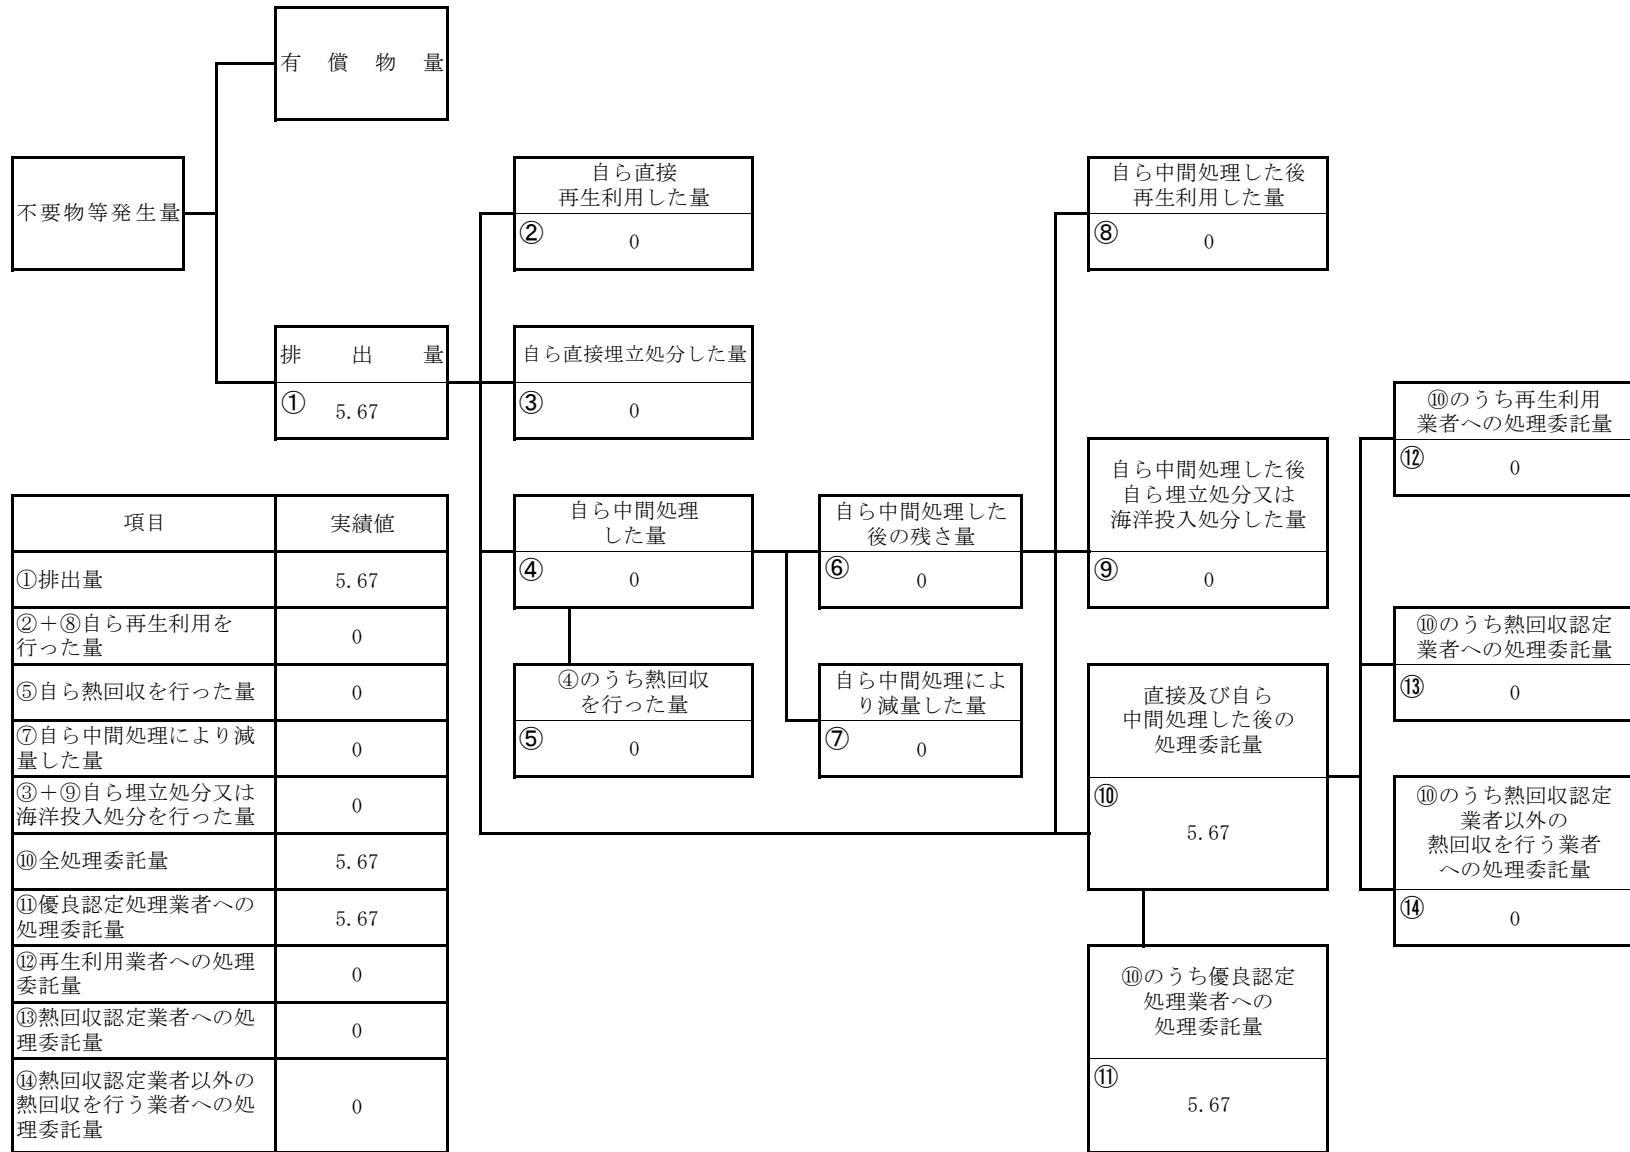 有償物量
不要物等発生量
自ら直接
再生利用した量
② 0
自ら中間処理した後
再生利用した量
⑧ 0
排出量
① 5.67
自ら直接埋立処分した量
③ 0
⑩のうち再生利用
業者への処理委託量
⑫ 0
自ら中間処理
した量
④ 0
自ら中間処理した
後の残さ量
⑥ 0
自ら中間処理した後
自ら埋立処分又は
海洋投入処分した量
⑨ 0
④のうち熱回収
を行った量
⑤ 0
自ら中間処理によ
り減量した量
⑦ 0
直接及び自ら
中間処理した後の
処理委託量
⑩
5.67
⑩のうち熱回収認定
業者への処理委託量
⑬ 0
⑩のうち熱回収認定
業者以外の
熱回収を行う業者
への処理委託量
⑭ 0
⑩のうち優良認定
処理業者への
処理委託量
⑪
5.67
項目 実績値
①排出量 5.67
②+⑧自ら再生利用を
行った量 0
⑤自ら熱回収を行った量 0
⑦自ら中間処理により減
量した量 0
③+⑨自ら埋立処分又は
海洋投入処分を行った量 0
⑩全処理委託量 5.67
⑪優良認定処理業者への
処理委託量 5.67
⑫再生利用業者への処理
委託量 0
⑬熱回収認定業者への処
理委託量 0
⑭熱回収認定業者以外の
熱回収を行う業者への処
理委託量 0